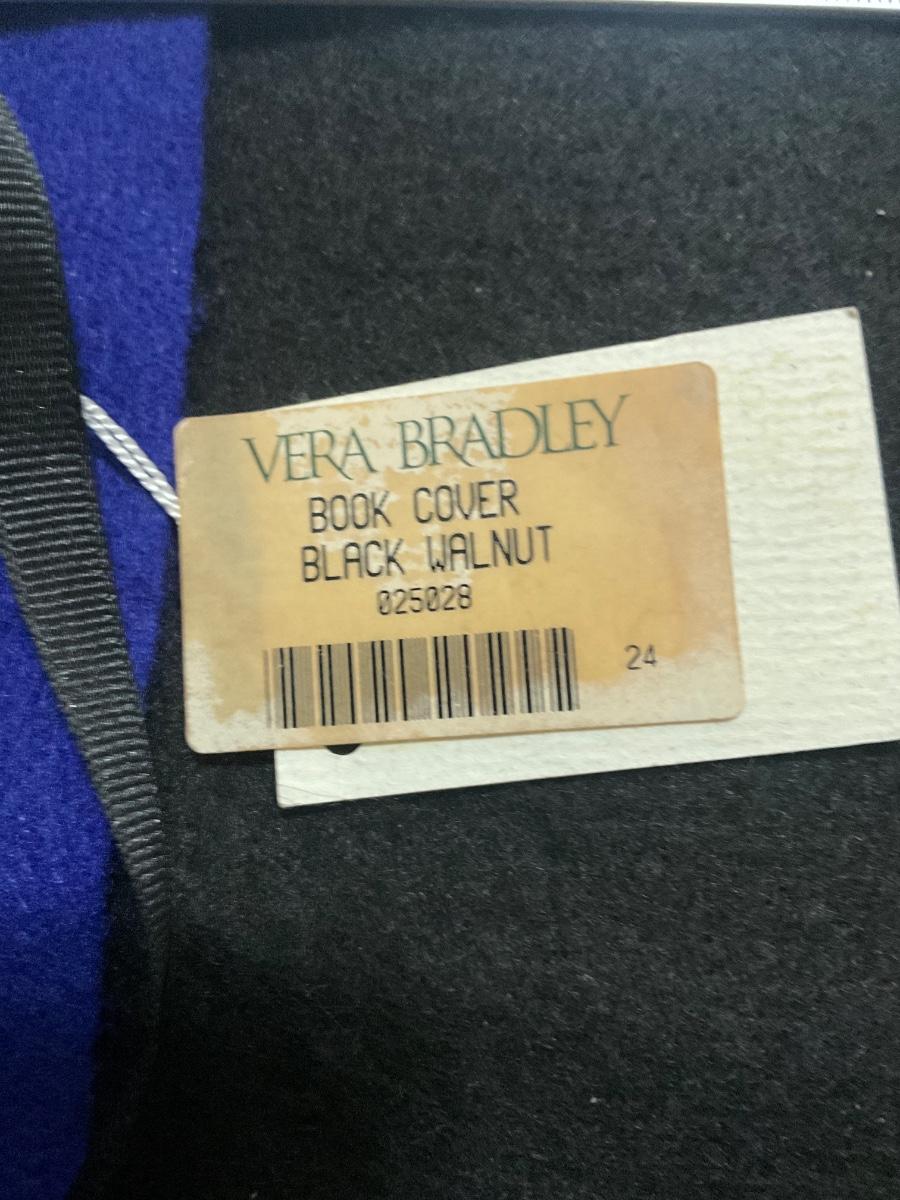 VERA BRADLEY
BOOK COVER
BLACK WALNUT
025028
24